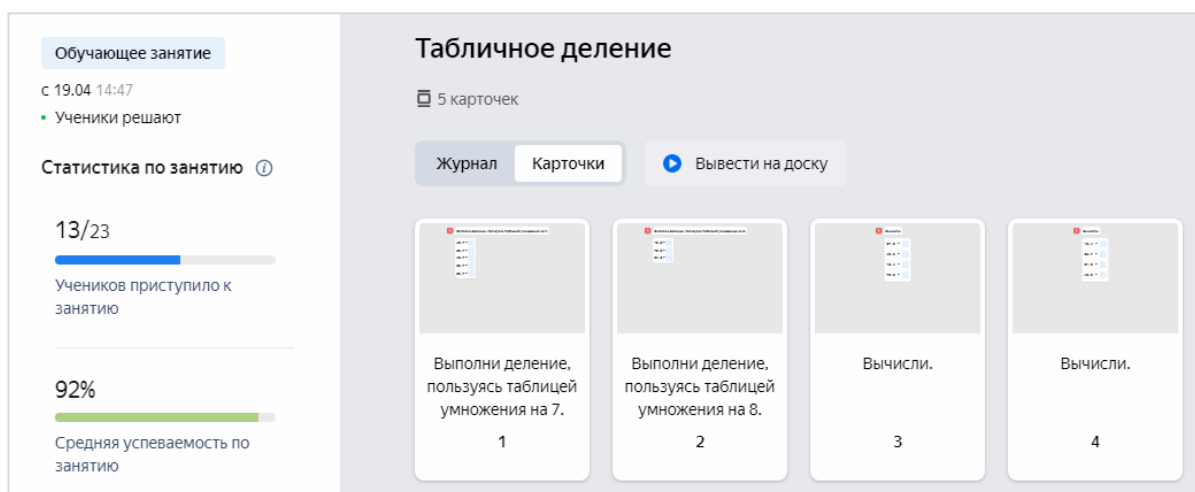 Обучающее занятие
с 19.04 14:47
Ученики решают
Статистика по занятию
13/23
Учеников приступило к
занятию
92%
Средняя успеваемость по
занятию
Табличное деление
5 карточек
Журнал Карточки Вывести на доску
Выполни деление,
пользуясь таблицей
умножения на 7.
1
Выполни деление,
пользуясь таблицей
умножения на 8.
2
Вычисли.
3
Вычисли.
4